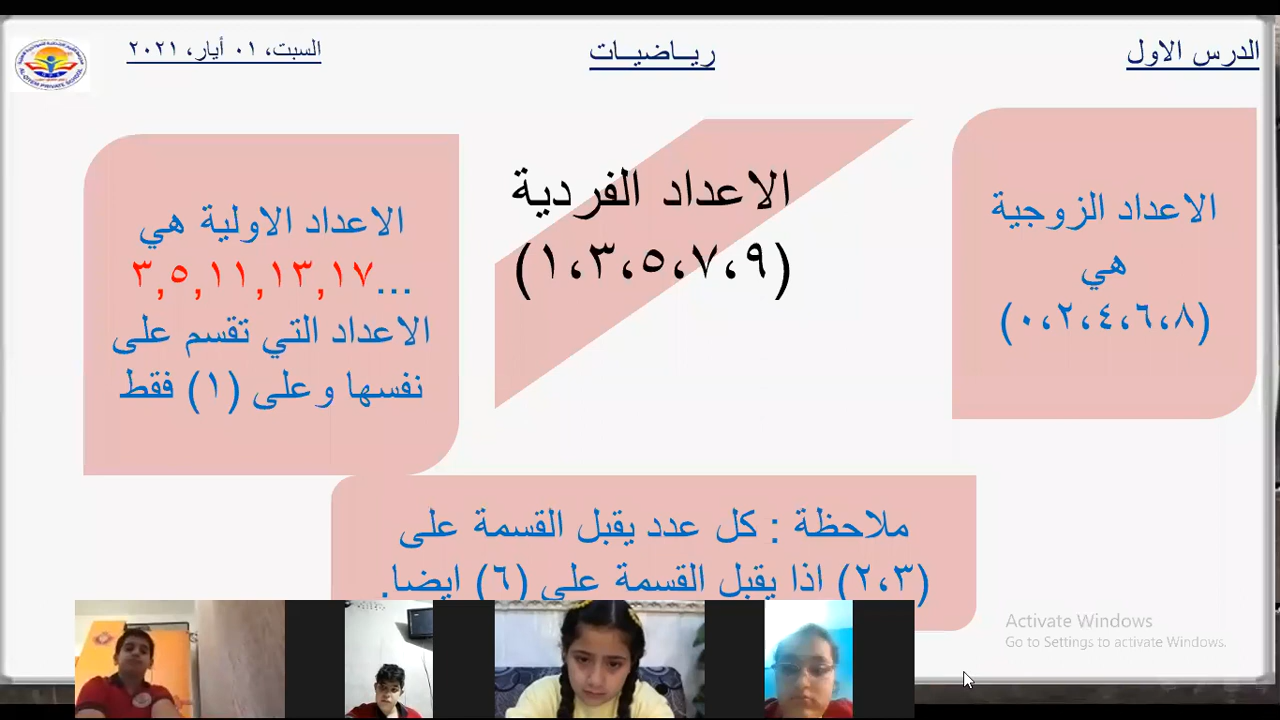 الدرس الاول
ريـاضيـات
السبت، ٠١ أيار، ٢٠٢١
الاعداد الزوجية
هي
(٠،٢،٤،٦،٨)
الاعداد الفردية
(١،٣،٥،٧،٩)
الاعداد الاولية هي
٣,٥,١١,١٣,١٧...
الاعداد التي تقسم على
نفسها وعلى (١) فقط
ملاحظة : كل عدد يقبل القسمة على
(٢،٣) اذا يقبل القسمة على (٦) ايضا.
Activate Windows
Go to Settings to activate Windows.